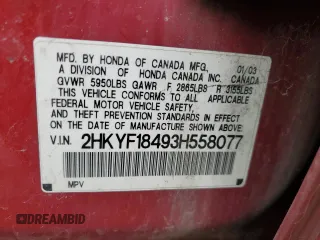 MFD. BY HONDA OF CANADA MFG. 01/03
A DIVISION OF HONDA CANADA INC. CANADA
GVWR 5950LBS GAWR F 2865LBS R 3155LBS
THIS VEHICLE CONFORMS TO ALL APPLICABLE
FEDERAL MOTOR VEHICLE SAFETY STANDARDS
AND THEFT PREVENTION STANDARDS IN EFFECT
ON THE DATE OF MANUFACTURE SHOWN ABOVE.
V.I.N. 2HKYF18493H558077
MPV
DREAMBID